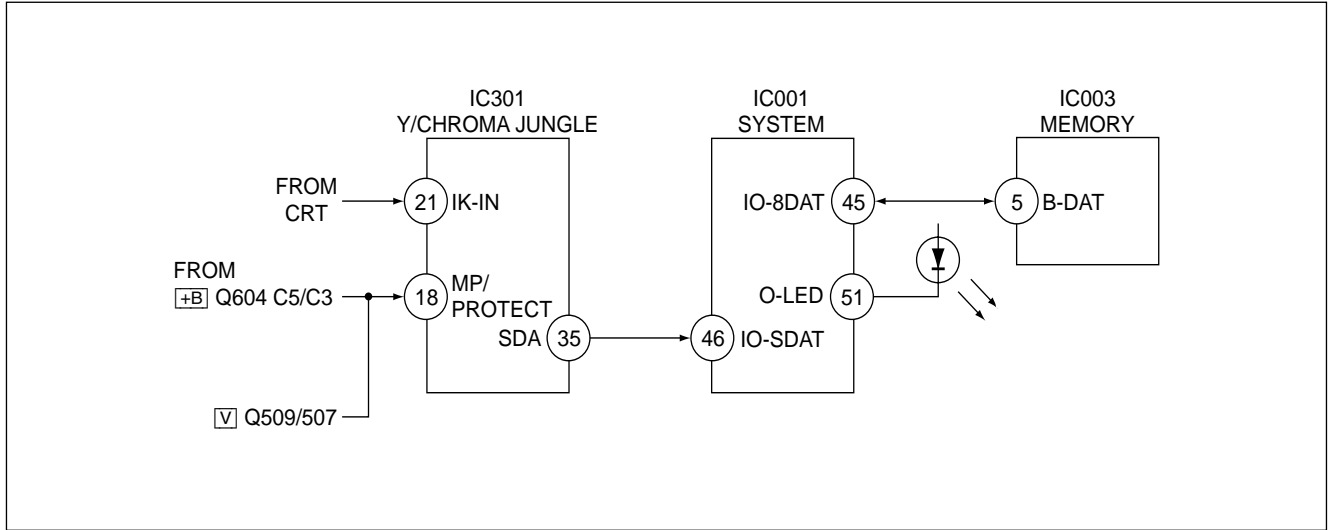 IC301
Y/CHROMA JUNGLE
IC001
SYSTEM
IC003
MEMORY
FROM
CRT
21 IK-IN
IO-8DAT 45
5 B-DAT
FROM
+B Q604 C5/C3
18 MP/
PROTECT
O-LED 51
SDA 35
46 IO-SDAT
V Q509/507